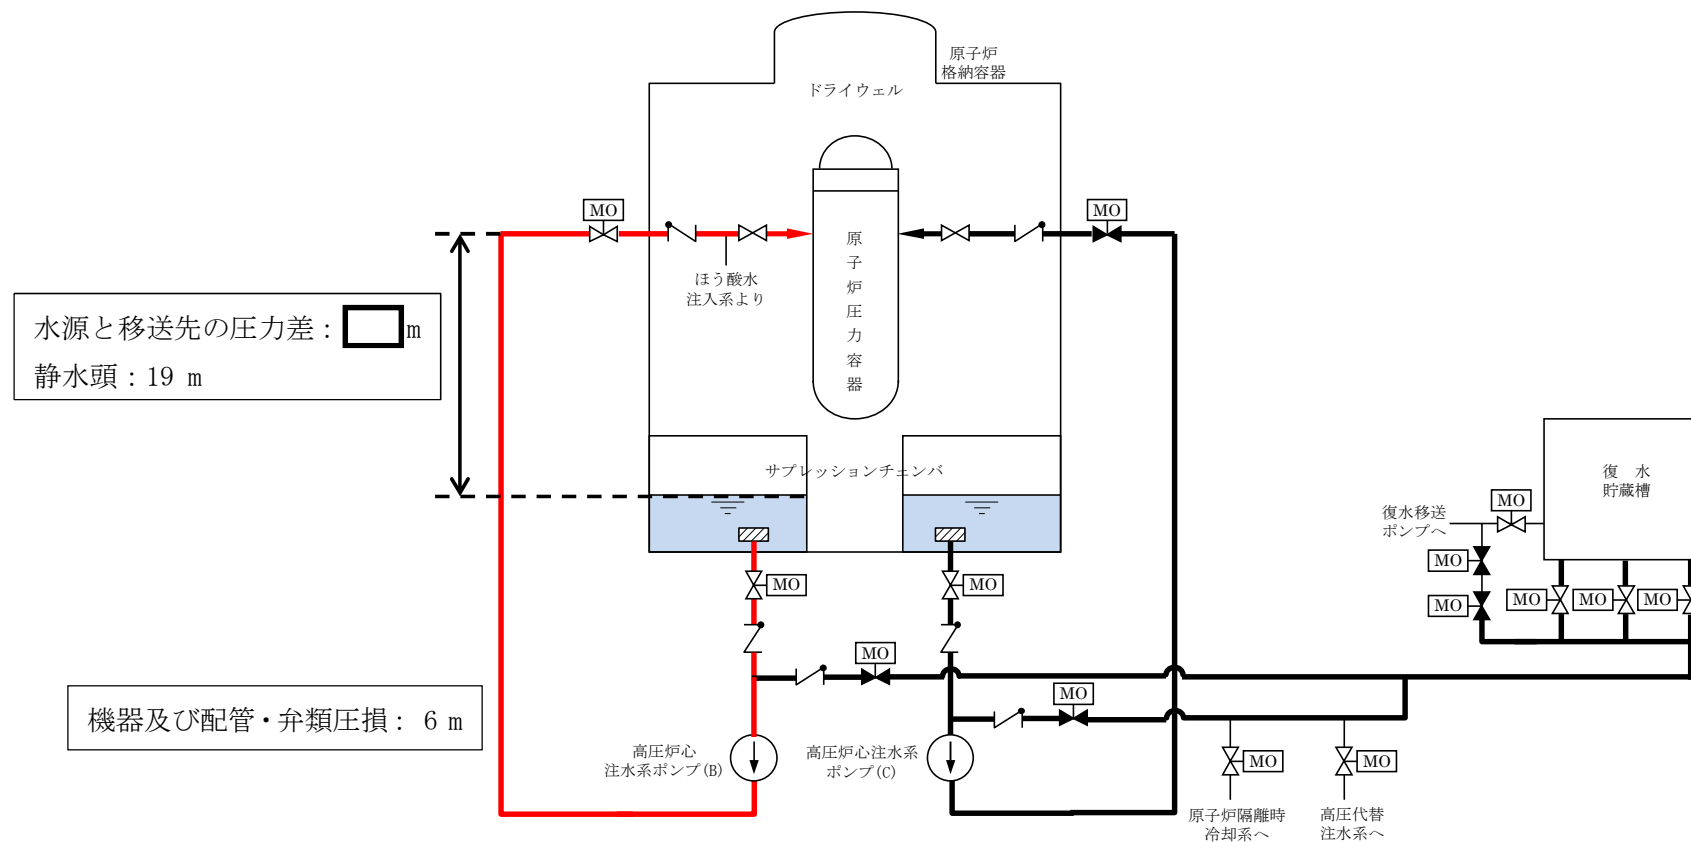 原子炉
格納容器
ドライウェル
MO
MO
原子炉圧力容器
ほう酸水
注入系より
水源と移送先の圧力差: m
静水頭:19 m
サプレッションチェンバ
復 水
貯蔵槽
MO
復水移送
ポンプへ
MO
MO
MO
MO
MO
MO
MO
MO
MO
機器及び配管・弁類圧損: 6 m
高圧炉心
注水系ポンプ(B)
高圧炉心注水系
ポンプ(C)
MO
MO
原子炉隔離時
冷却系へ
高圧代替
注水系へ